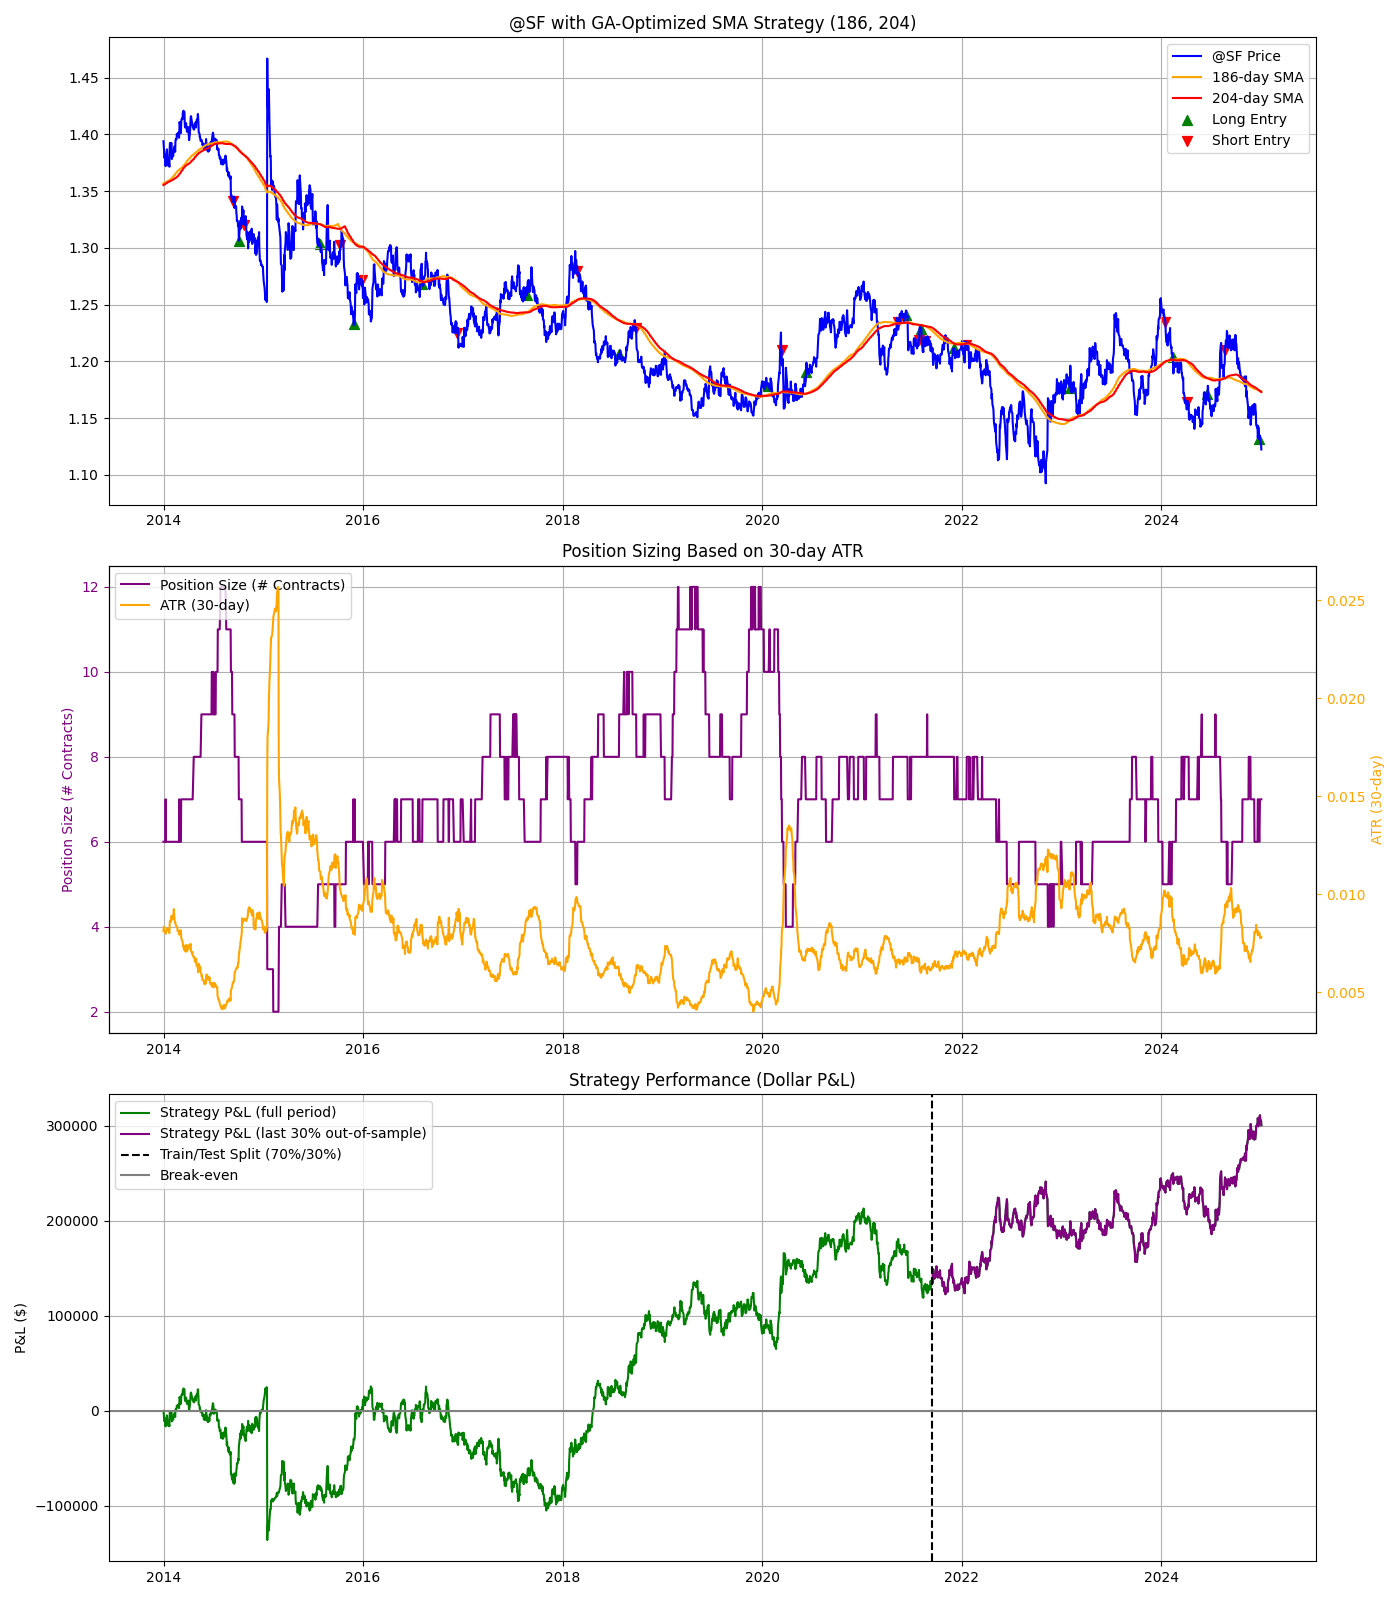 @SF with GA-Optimized SMA Strategy (186, 204)
1.45
1.40
1.35
1.30
1.25
1.20
1.15
1.10
@SF Price
186-day SMA
204-day SMA
Long Entry
Short Entry
2014 2016 2018 2020 2022 2024
Position Sizing Based on 30-day ATR
Position Size (# Contracts)
12
10
8
6
4
2
Position Size (# Contracts)
ATR (30-day)
0.025
0.020
0.015
0.010
0.005
ATR (30-day)
2014 2016 2018 2020 2022 2024
Strategy Performance (Dollar P&L)
P&L ($)
300000
200000
100000
0
−100000
Strategy P&L (full period)
Strategy P&L (last 30% out-of-sample)
Train/Test Split (70%/30%)
Break-even
2014 2016 2018 2020 2022 2024